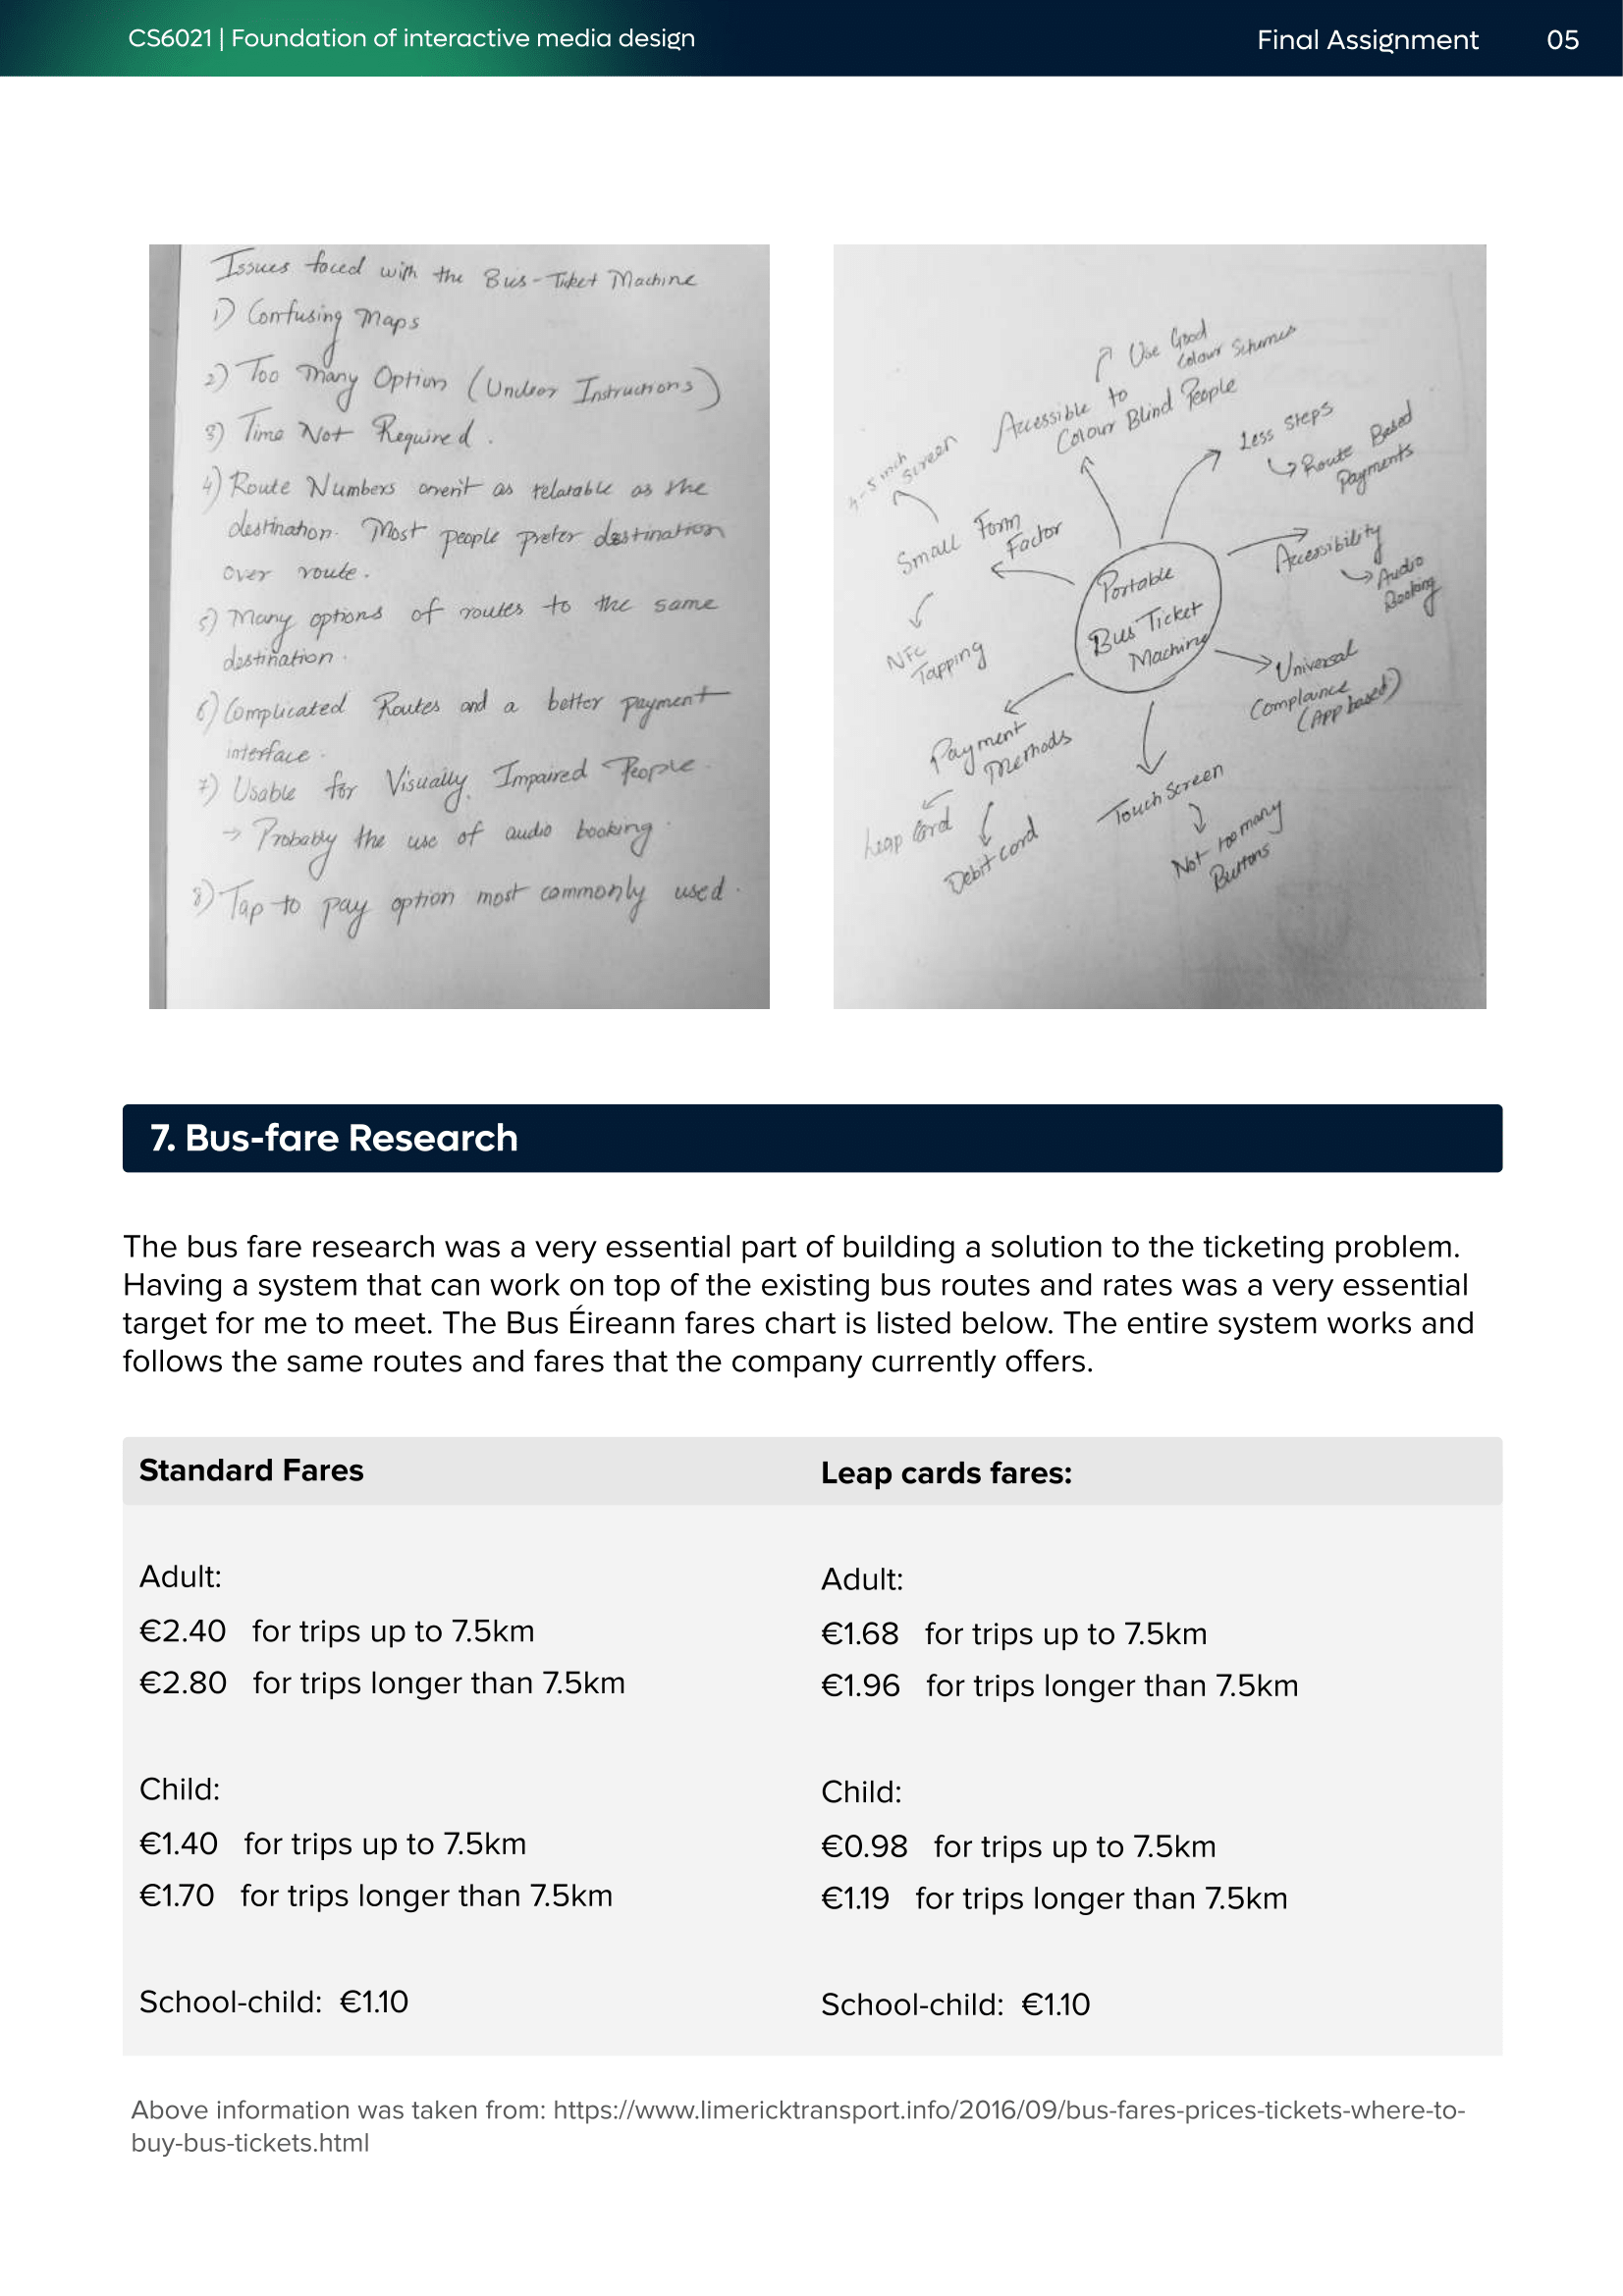 CS6021 | Foundation of interactive media design
Final Assignment
05
Issues faced with the Bus-Ticket Machine
1) Confusing Maps
2) Too Many Option (Unclear Instructions)
3) Time Not Required.
4) Route Numbers aren't as relatable as the
destination. Most people prefer destination
over route.
5) Many options of routes to the same
destination.
6) Complicated Routes and a better payment
interface.
7) Usable for Visually Impaired People.
→ Probably the use of audio booking.
8) Tap to pay option most commonly used.
Use Good
Colour Schemes
Accessible to
Colour Blind People
Less Steps
Route Based
Payments
Screen
Small Form
Factor
NFC
Tapping
Portable
Bus Ticket
Machine
Accessibility
Audio
Booking
Universal
Complaince
(App based)
Payment
Methods
Leap Card
Debit Card
Touch Screen
Not too many
Buttons
7. Bus-fare Research
The bus fare research was a very essential part of building a solution to the ticketing problem.
Having a system that can work on top of the existing bus routes and rates was a very essential
target for me to meet. The Bus Éireann fares chart is listed below. The entire system works and
follows the same routes and fares that the company currently offers.
Standard Fares
Adult:
€2.40 for trips up to 7.5km
€2.80 for trips longer than 7.5km
Child:
€1.40 for trips up to 7.5km
€1.70 for trips longer than 7.5km
School-child: €1.10
Leap cards fares:
Adult:
€1.68 for trips up to 7.5km
€1.96 for trips longer than 7.5km
Child:
€0.98 for trips up to 7.5km
€1.19 for trips longer than 7.5km
School-child: €1.10
Above information was taken from: https://www.limericktransport.info/2016/09/bus-fares-prices-tickets-where-to-
buy-bus-tickets.html